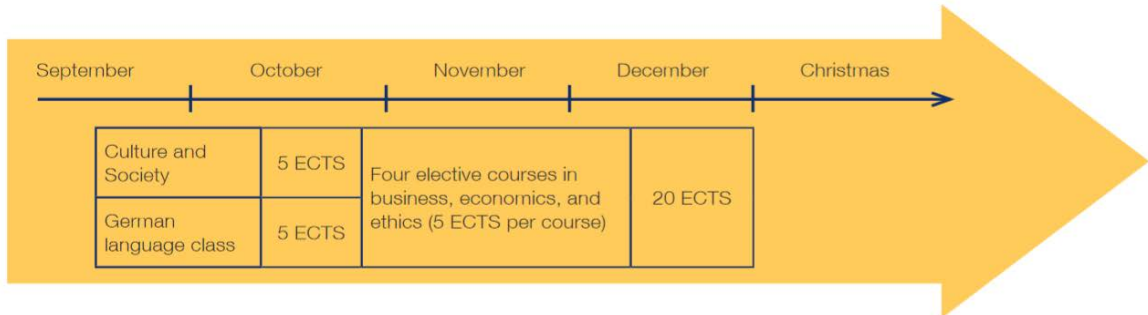 September October November December Christmas
Culture and
Society
5 ECTS
German
language class
5 ECTS
Four elective courses in
business, economics, and
ethics (5 ECTS per course)
20 ECTS